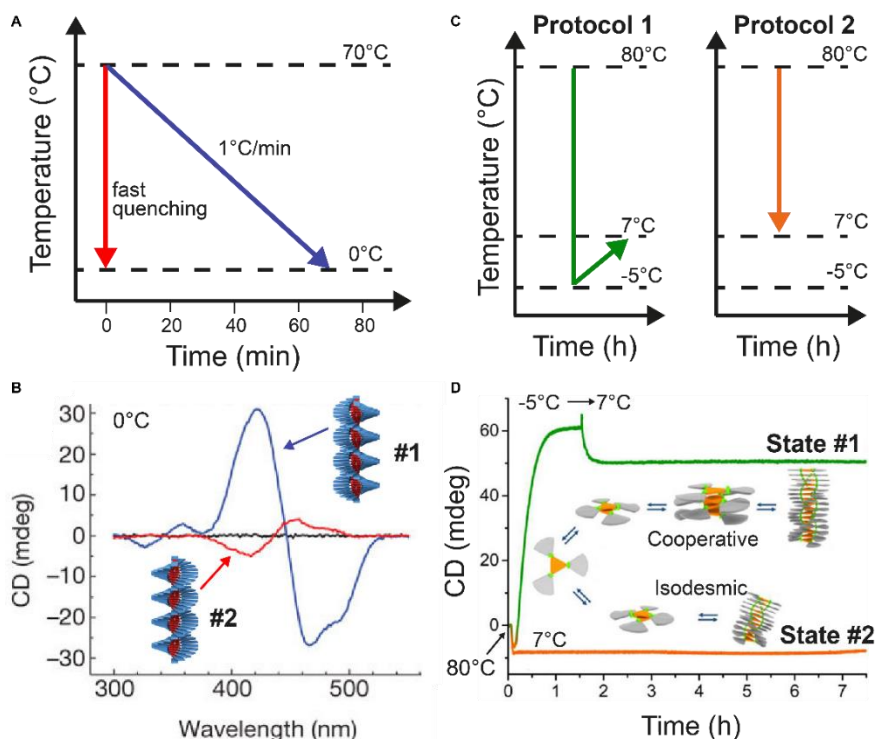 A
Temperature (°C)
70°C
1°C/min
fast
quenching
0°C
0
20
40
60
80
Time (min)
C
Protocol 1
Protocol 2
Temperature (°C)
80°C
7°C
-5°C
Time (h)
80°C
7°C
-5°C
Time (h)
B
CD (mdeg)
0°C
30
20
10
0
−10
−20
−30
#1
#2
300
400
500
Wavelength (nm)
D
CD (mdeg)
-5°C
7°C
60
40
20
0
State #1
Cooperative
Isodesmic
State #2
7°C
80°C
0
1
2
3
4
5
6
7
Time (h)